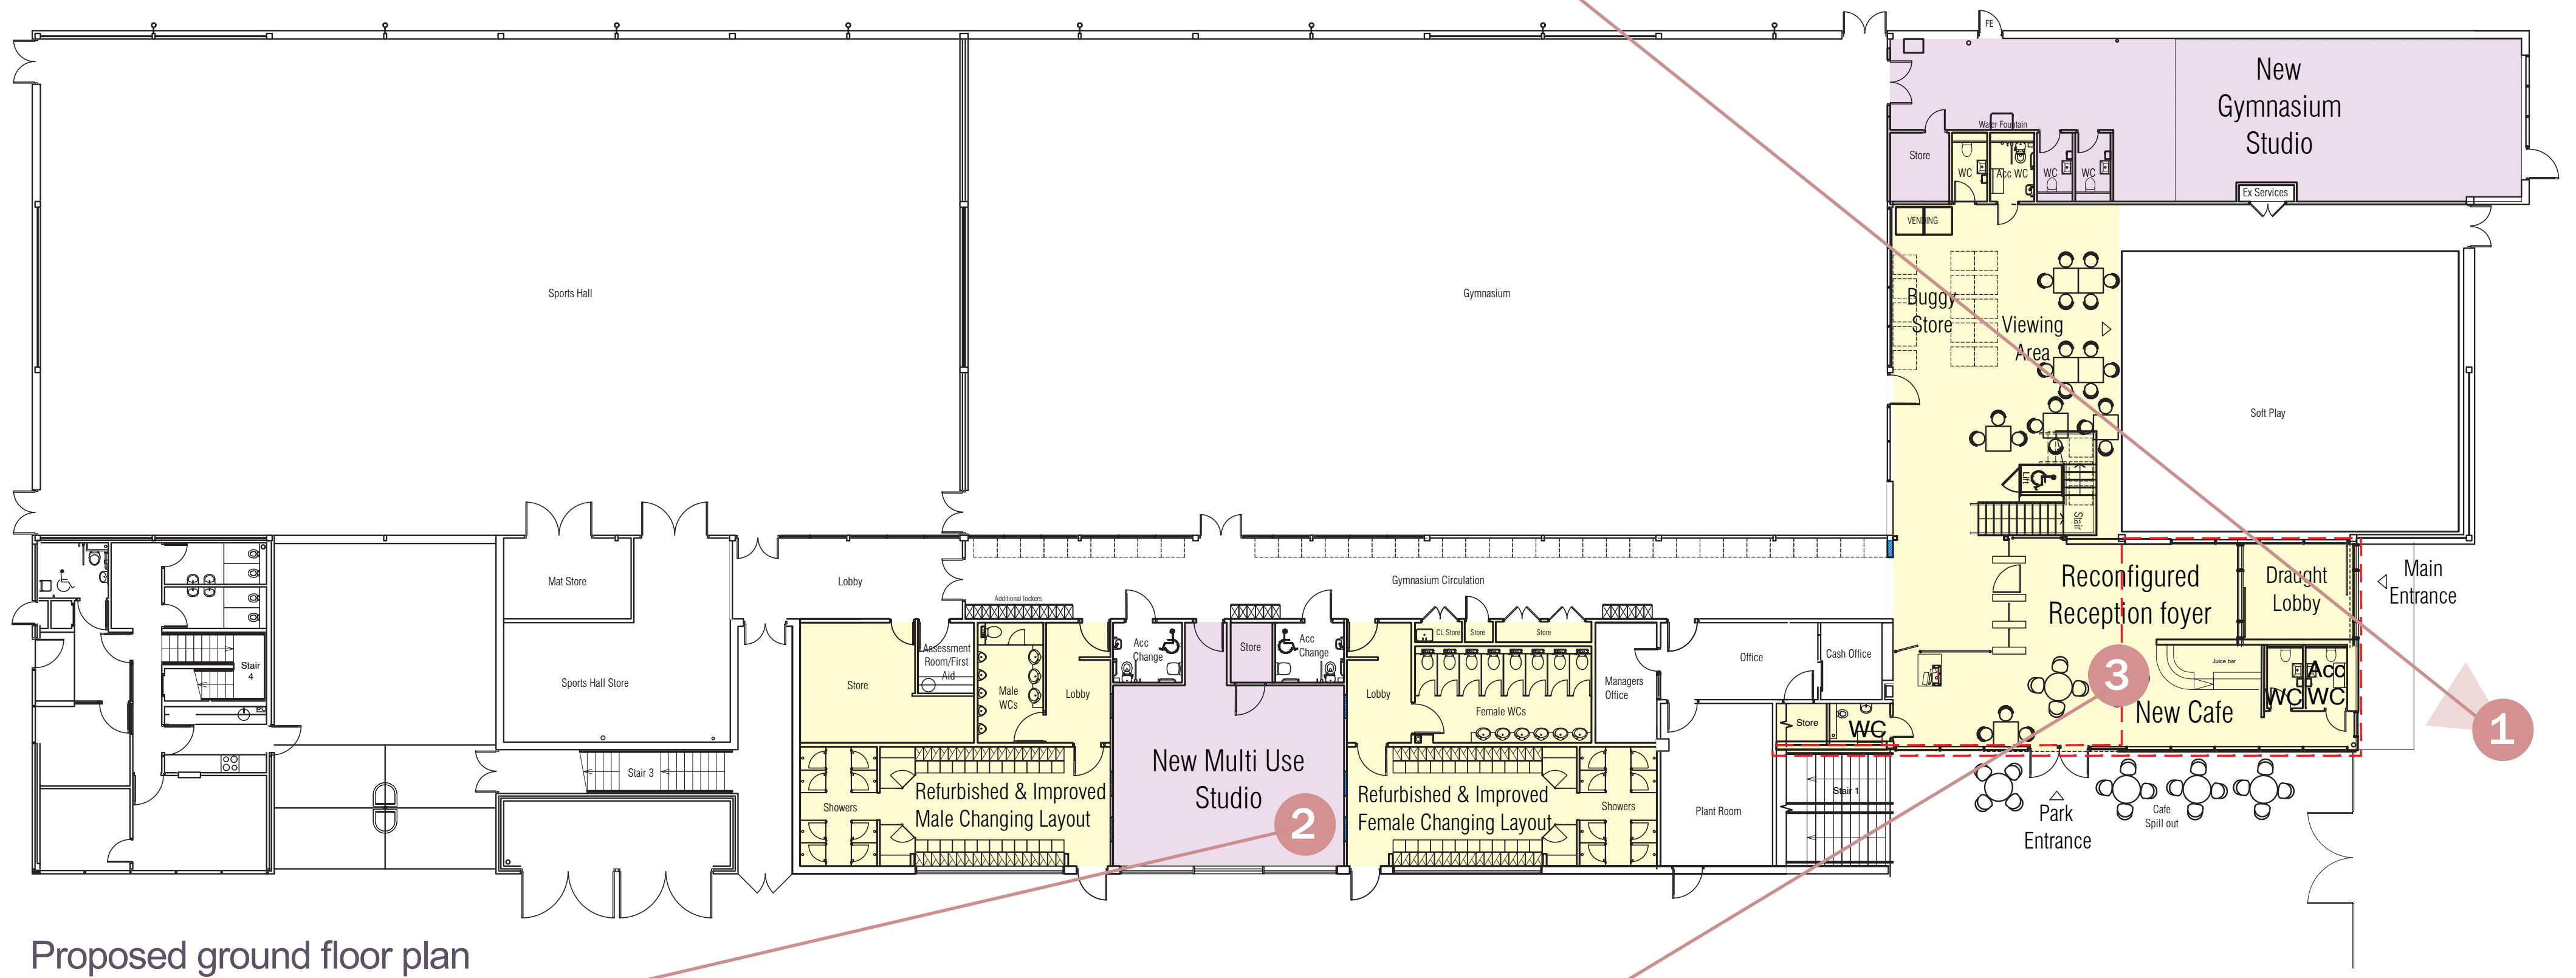 FE
New
Gymnasium
Studio
Water Fountain
Store
WC
Acc WC
WC
WC
Ex Services
VENDING
Sports Hall
Gymnasium
Buggy
Store
Viewing
Area
Soft Play
Lift
Stair
Mat Store
Lobby
Gymnasium Circulation
Additional lockers
Reconfigured
Reception foyer
Draught
Lobby
Main
Entrance
Stair
4
Sports Hall Store
Store
Assessment
Room/First
Aid
Male
WCs
Lobby
Acc
Change
Store
Acc
Change
Lobby
CL Store
Store
Store
Female WCs
Managers
Office
Office
Cash Office
Juice bar
WC
Acc
WC
3
New Cafe
Store
WC
1
Stair 3
Showers
Refurbished & Improved
Male Changing Layout
New Multi Use
Studio
2
Refurbished & Improved
Female Changing Layout
Showers
Plant Room
Stair 1
Park
Entrance
Cafe
Spill out
Proposed ground floor plan